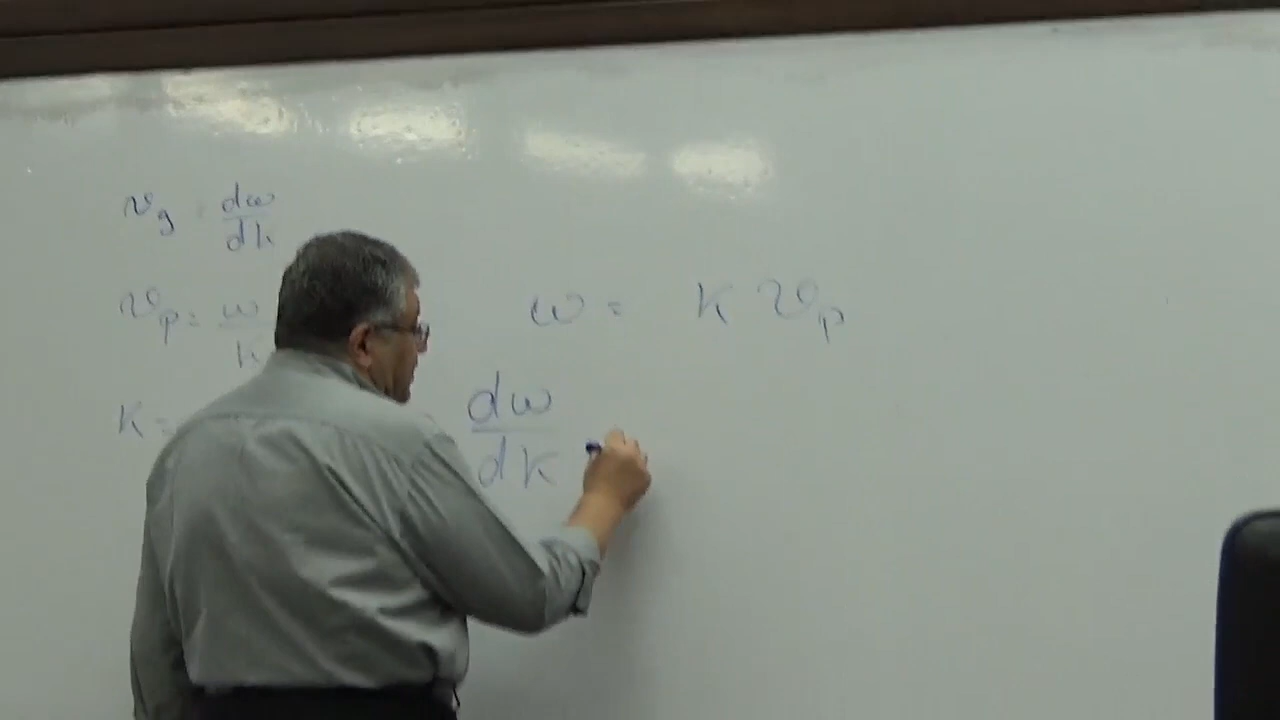 v_g = dω/dk
v_p = ω/k
ω = k v_p
k =
dω/dk